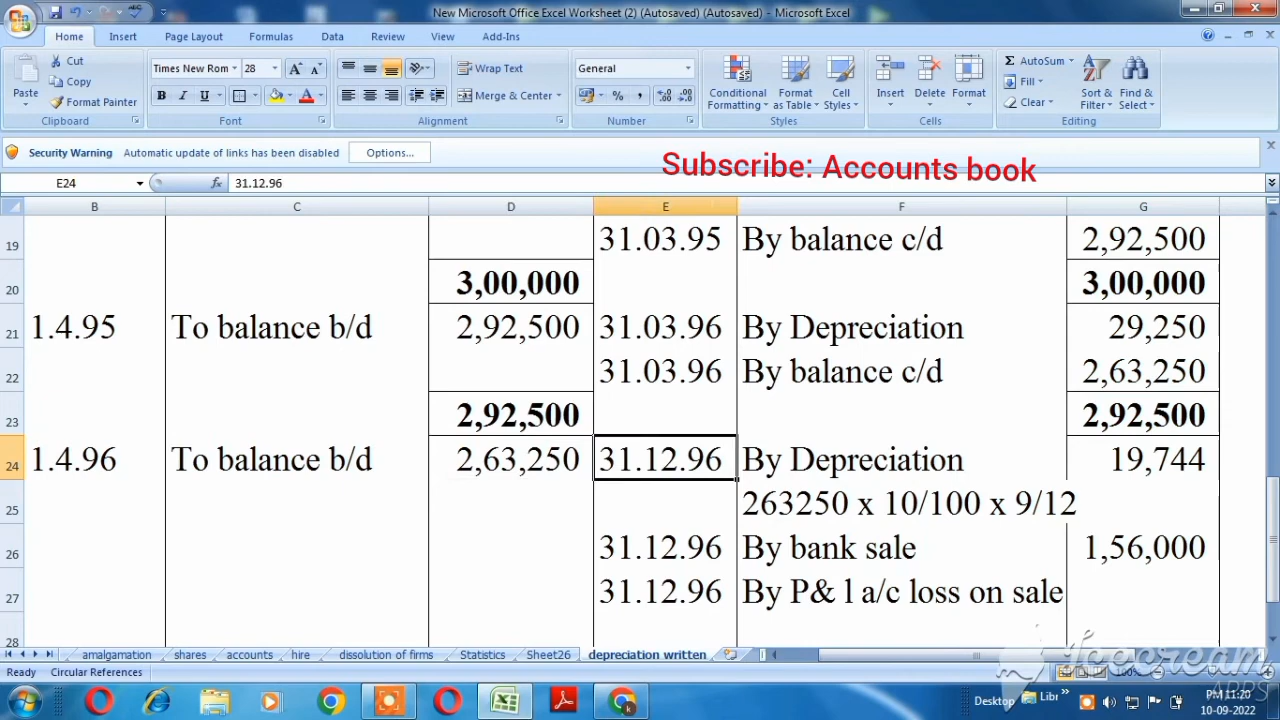 New Microsoft Office Excel Worksheet (2) (Autosaved) (Autosaved) – Microsoft Excel
Home Insert Page Layout Formulas Data Review View Add-Ins
Paste
Cut
Copy
Format Painter
Clipboard
Times New Rom 28
B I U
Font
Wrap Text
Merge & Center
Alignment
General
Number
Conditional Formatting
Format as Table
Cell Styles
Styles
Insert Delete Format
Cells
AutoSum
Fill
Clear
Sort & Filter
Find & Select
Editing
Security Warning Automatic update of links has been disabled Options...
Subscribe: Accounts book
E24 fx 31.12.96
B C D E F G
19 31.03.95 By balance c/d 2,92,500
20 3,00,000 3,00,000
21 1.4.95 To balance b/d 2,92,500 31.03.96 By Depreciation 29,250
22 31.03.96 By balance c/d 2,63,250
23 2,92,500 2,92,500
24 1.4.96 To balance b/d 2,63,250 31.12.96 By Depreciation 19,744
25 263250 x 10/100 x 9/12
26 31.12.96 By bank sale 1,56,000
27 31.12.96 By P& l a/c loss on sale
28
amalgamation shares accounts hire dissolution of firms Statistics Sheet26 depreciation written
Ready Circular References 100%
Icecream
APPS
Desktop Libr » PM 11:20
10-09-2022